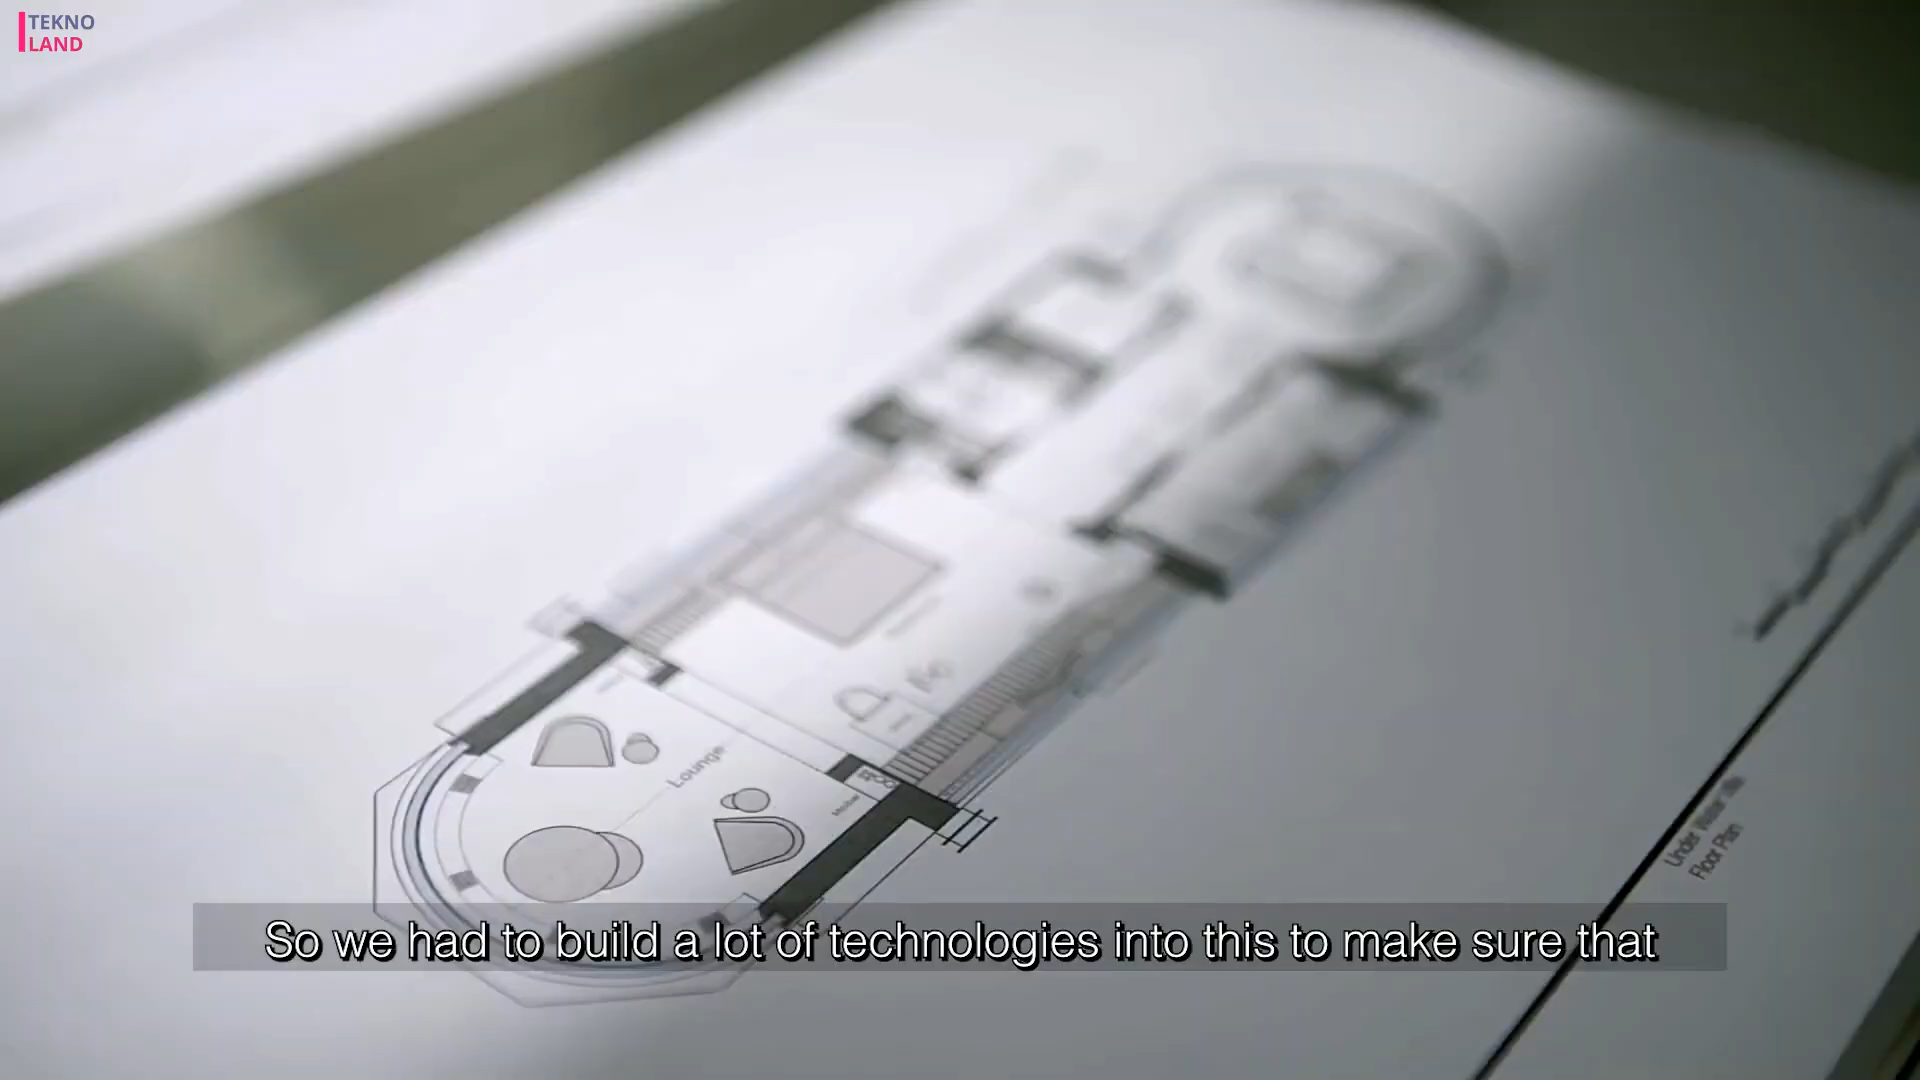 TEKNO
LAND
Lounge
Minibar
Under Water Villa
Floor Plan
So we had to build a lot of technologies into this to make sure that